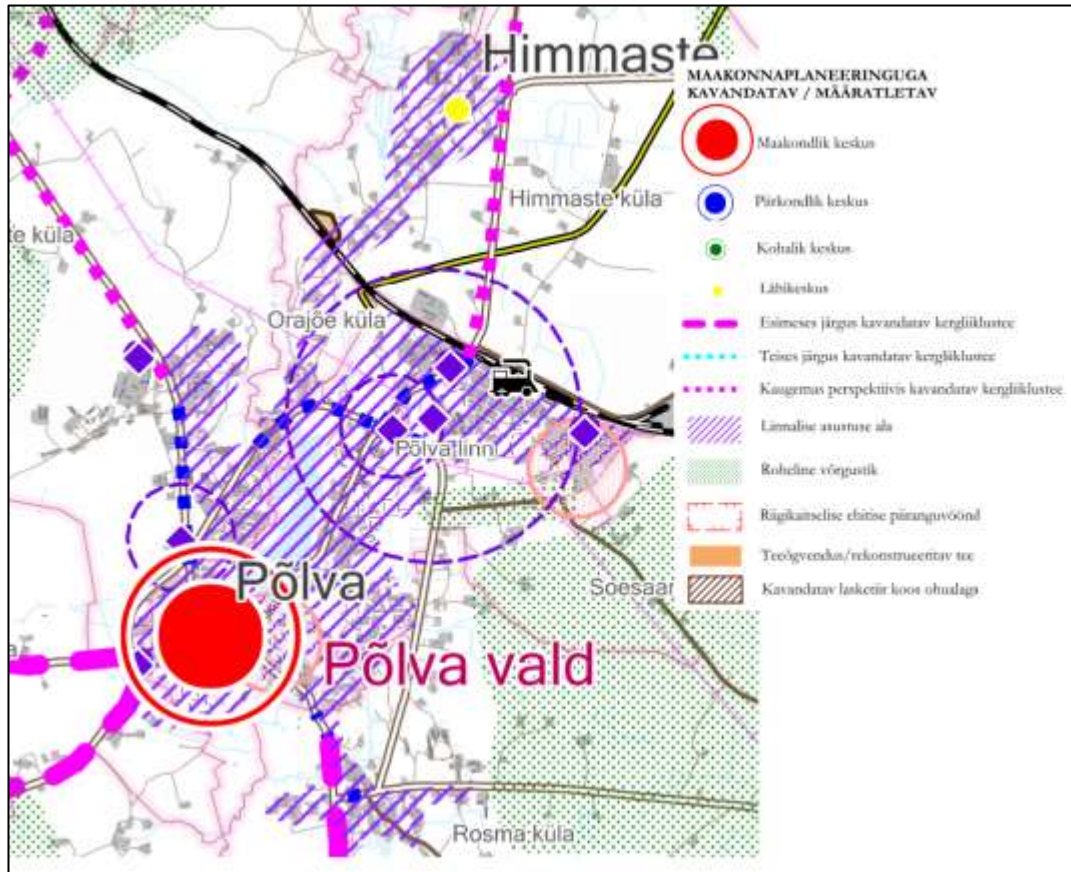 Himmaste
Himmaste küla
te küla
Orajõe küla
Põlva linn
Põlva
Soesaar
Põlva vald
Rosma küla
MAAKONNAPLANEERINGUGA
KAVANDATAV / MÄÄRATLETAV
Maakondlik keskus
Piirkondlik keskus
Kohalik keskus
Lähikeskus
Esimeses järgus kavandatav kergliiklustee
Teises järgus kavandatav kergliiklustee
Kaugemas perspektiivis kavandatav kergliiklustee
Linnalise asustuse ala
Roheline võrgustik
Riigikaitselise ehitise piiranguvöönd
Teeõgvendus/rekonstrueeritav tee
Kavandatav lasketiir koos ohualaga